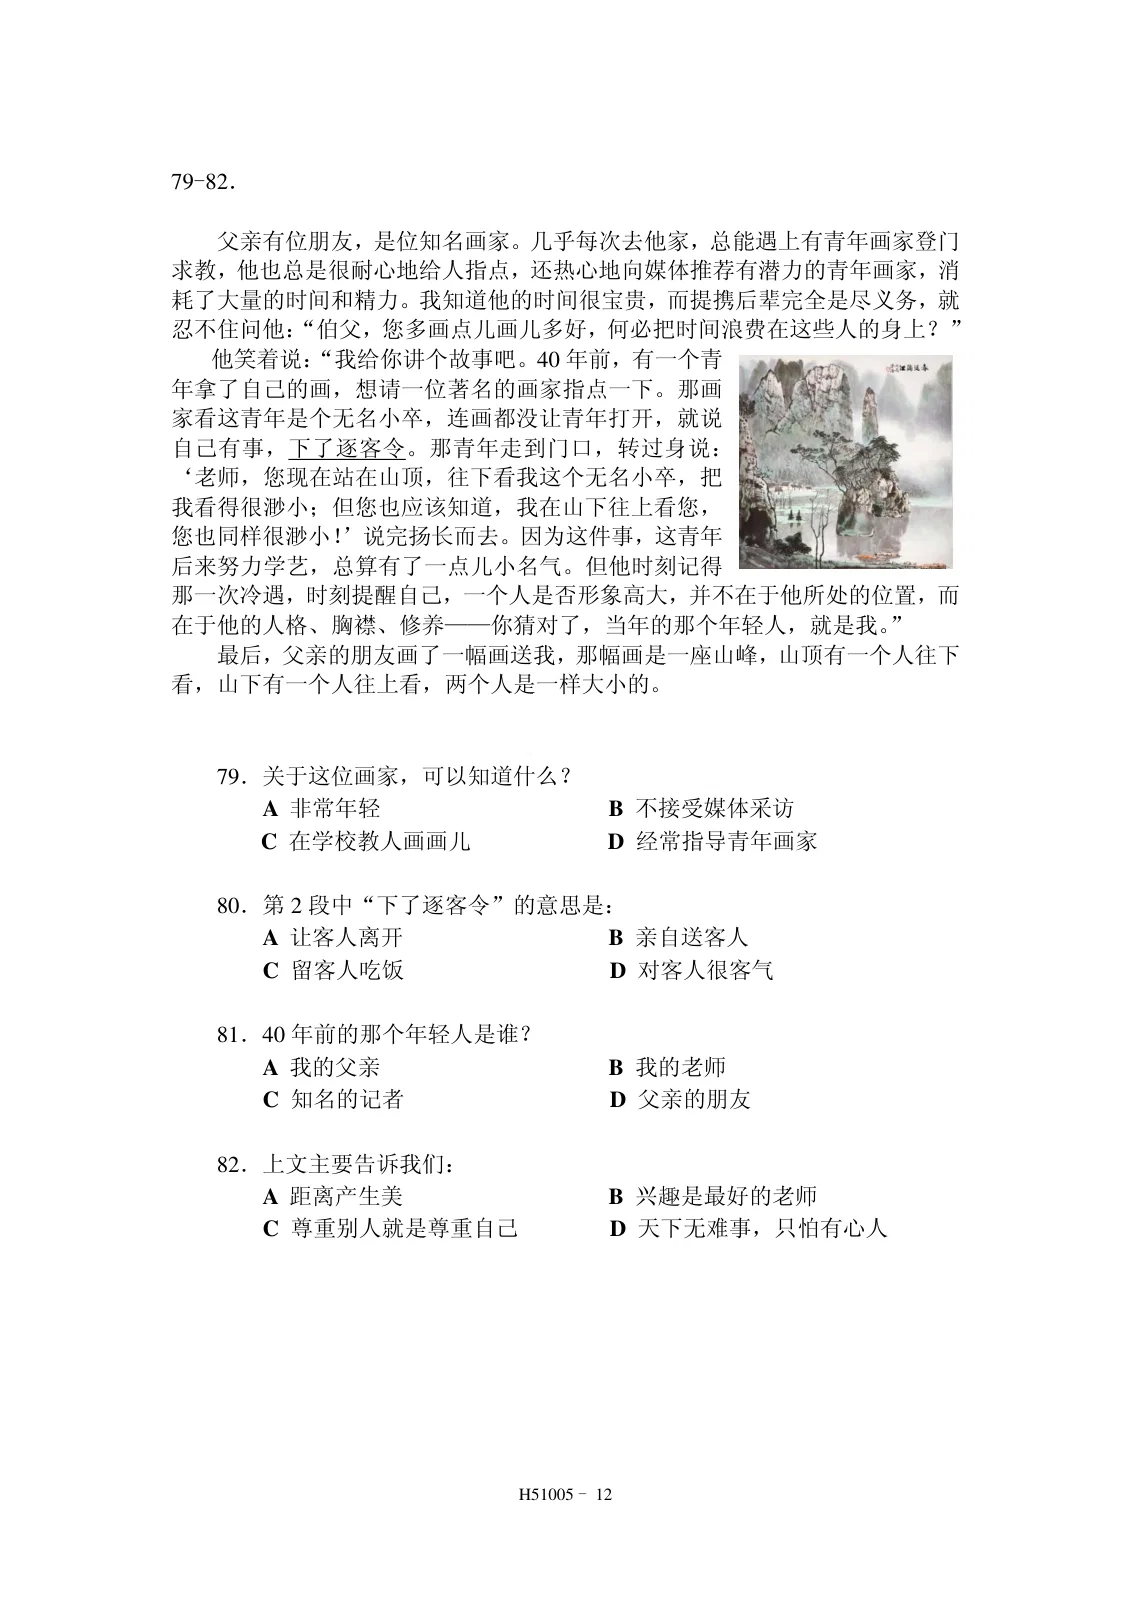 79-82.
父亲有位朋友，是位知名画家。几乎每次去他家，总能遇上有青年画家登门
求教，他也总是很耐心地给人指点，还热心地向媒体推荐有潜力的青年画家，消
耗了大量的时间和精力。我知道他的时间很宝贵，而提携后辈完全是尽义务，就
忍不住问他：“伯父，您多画点儿画儿多好，何必把时间浪费在这些人的身上？”
他笑着说：“我给你讲个故事吧。40 年前，有一个青
年拿了自己的画，想请一位著名的画家指点一下。那画
家看这青年是个无名小卒，连画都没让青年打开，就说
自己有事，下了逐客令。那青年走到门口，转过身说：
‘老师，您现在站在山顶，往下看我这个无名小卒，把
我看得很渺小；但您也应该知道，我在山下往上看您，
您也同样很渺小！’说完扬长而去。因为这件事，这青年
后来努力学艺，总算有了一点儿小名气。但他时刻记得
那一次冷遇，时刻提醒自己，一个人是否形象高大，并不在于他所处的位置，而
在于他的人格、胸襟、修养——你猜对了，当年的那个年轻人，就是我。”
最后，父亲的朋友画了一幅画送我，那幅画是一座山峰，山顶有一个人往下
看，山下有一个人往上看，两个人是一样大小的。
79．关于这位画家，可以知道什么？
A 非常年轻 B 不接受媒体采访
C 在学校教人画画儿 D 经常指导青年画家
80．第 2 段中“下了逐客令”的意思是：
A 让客人离开 B 亲自送客人
C 留客人吃饭 D 对客人很客气
81．40 年前的那个年轻人是谁？
A 我的父亲 B 我的老师
C 知名的记者 D 父亲的朋友
82．上文主要告诉我们：
A 距离产生美 B 兴趣是最好的老师
C 尊重别人就是尊重自己 D 天下无难事，只怕有心人
H51005－ 12